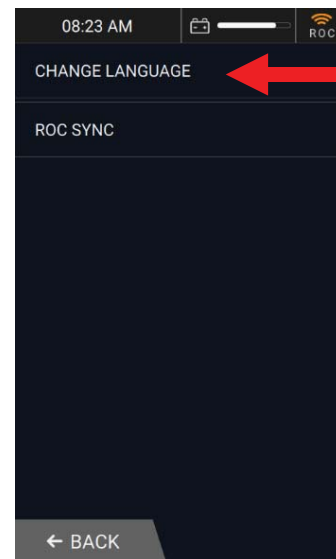 08:23 AM
ROC
CHANGE LANGUAGE
ROC SYNC
← BACK